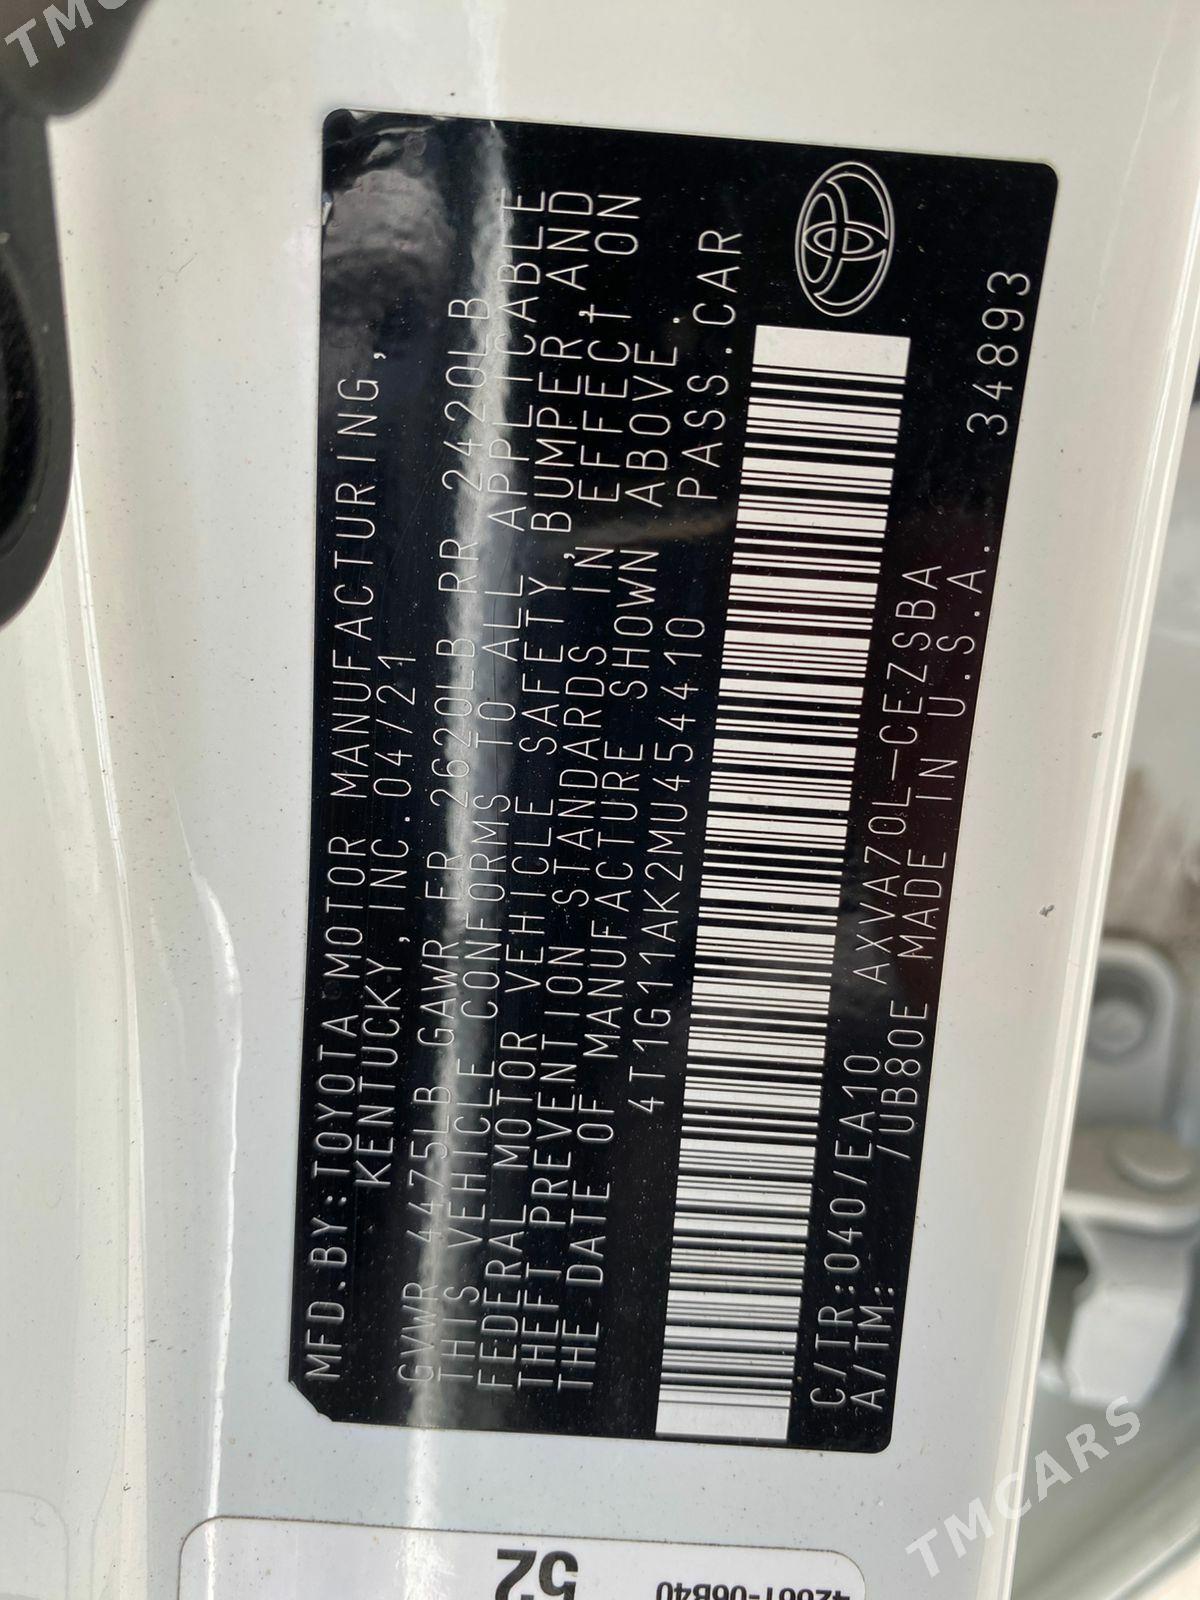 MFD.BY:TOYOTA MOTOR MANUFACTURING,
KENTUCKY, INC. 04/21
GVWR 4475LB GAWR FR 2620LB RR 2420LB
THIS VEHICLE CONFORMS TO ALL APPLICABLE
FEDERAL MOTOR VEHICLE SAFETY, BUMPER, AND
THEFT PREVENTION STANDARDS IN EFFECT ON
THE DATE OF MANUFACTURE SHOWN ABOVE.
4T1G11AK2MU454410 PASS.CAR
C/TR:040/EA10 AXVA70L-CEZSBA
A/TM: /UB80E MADE IN U.S.A. 34893
52
42661-06B40
TMCARS